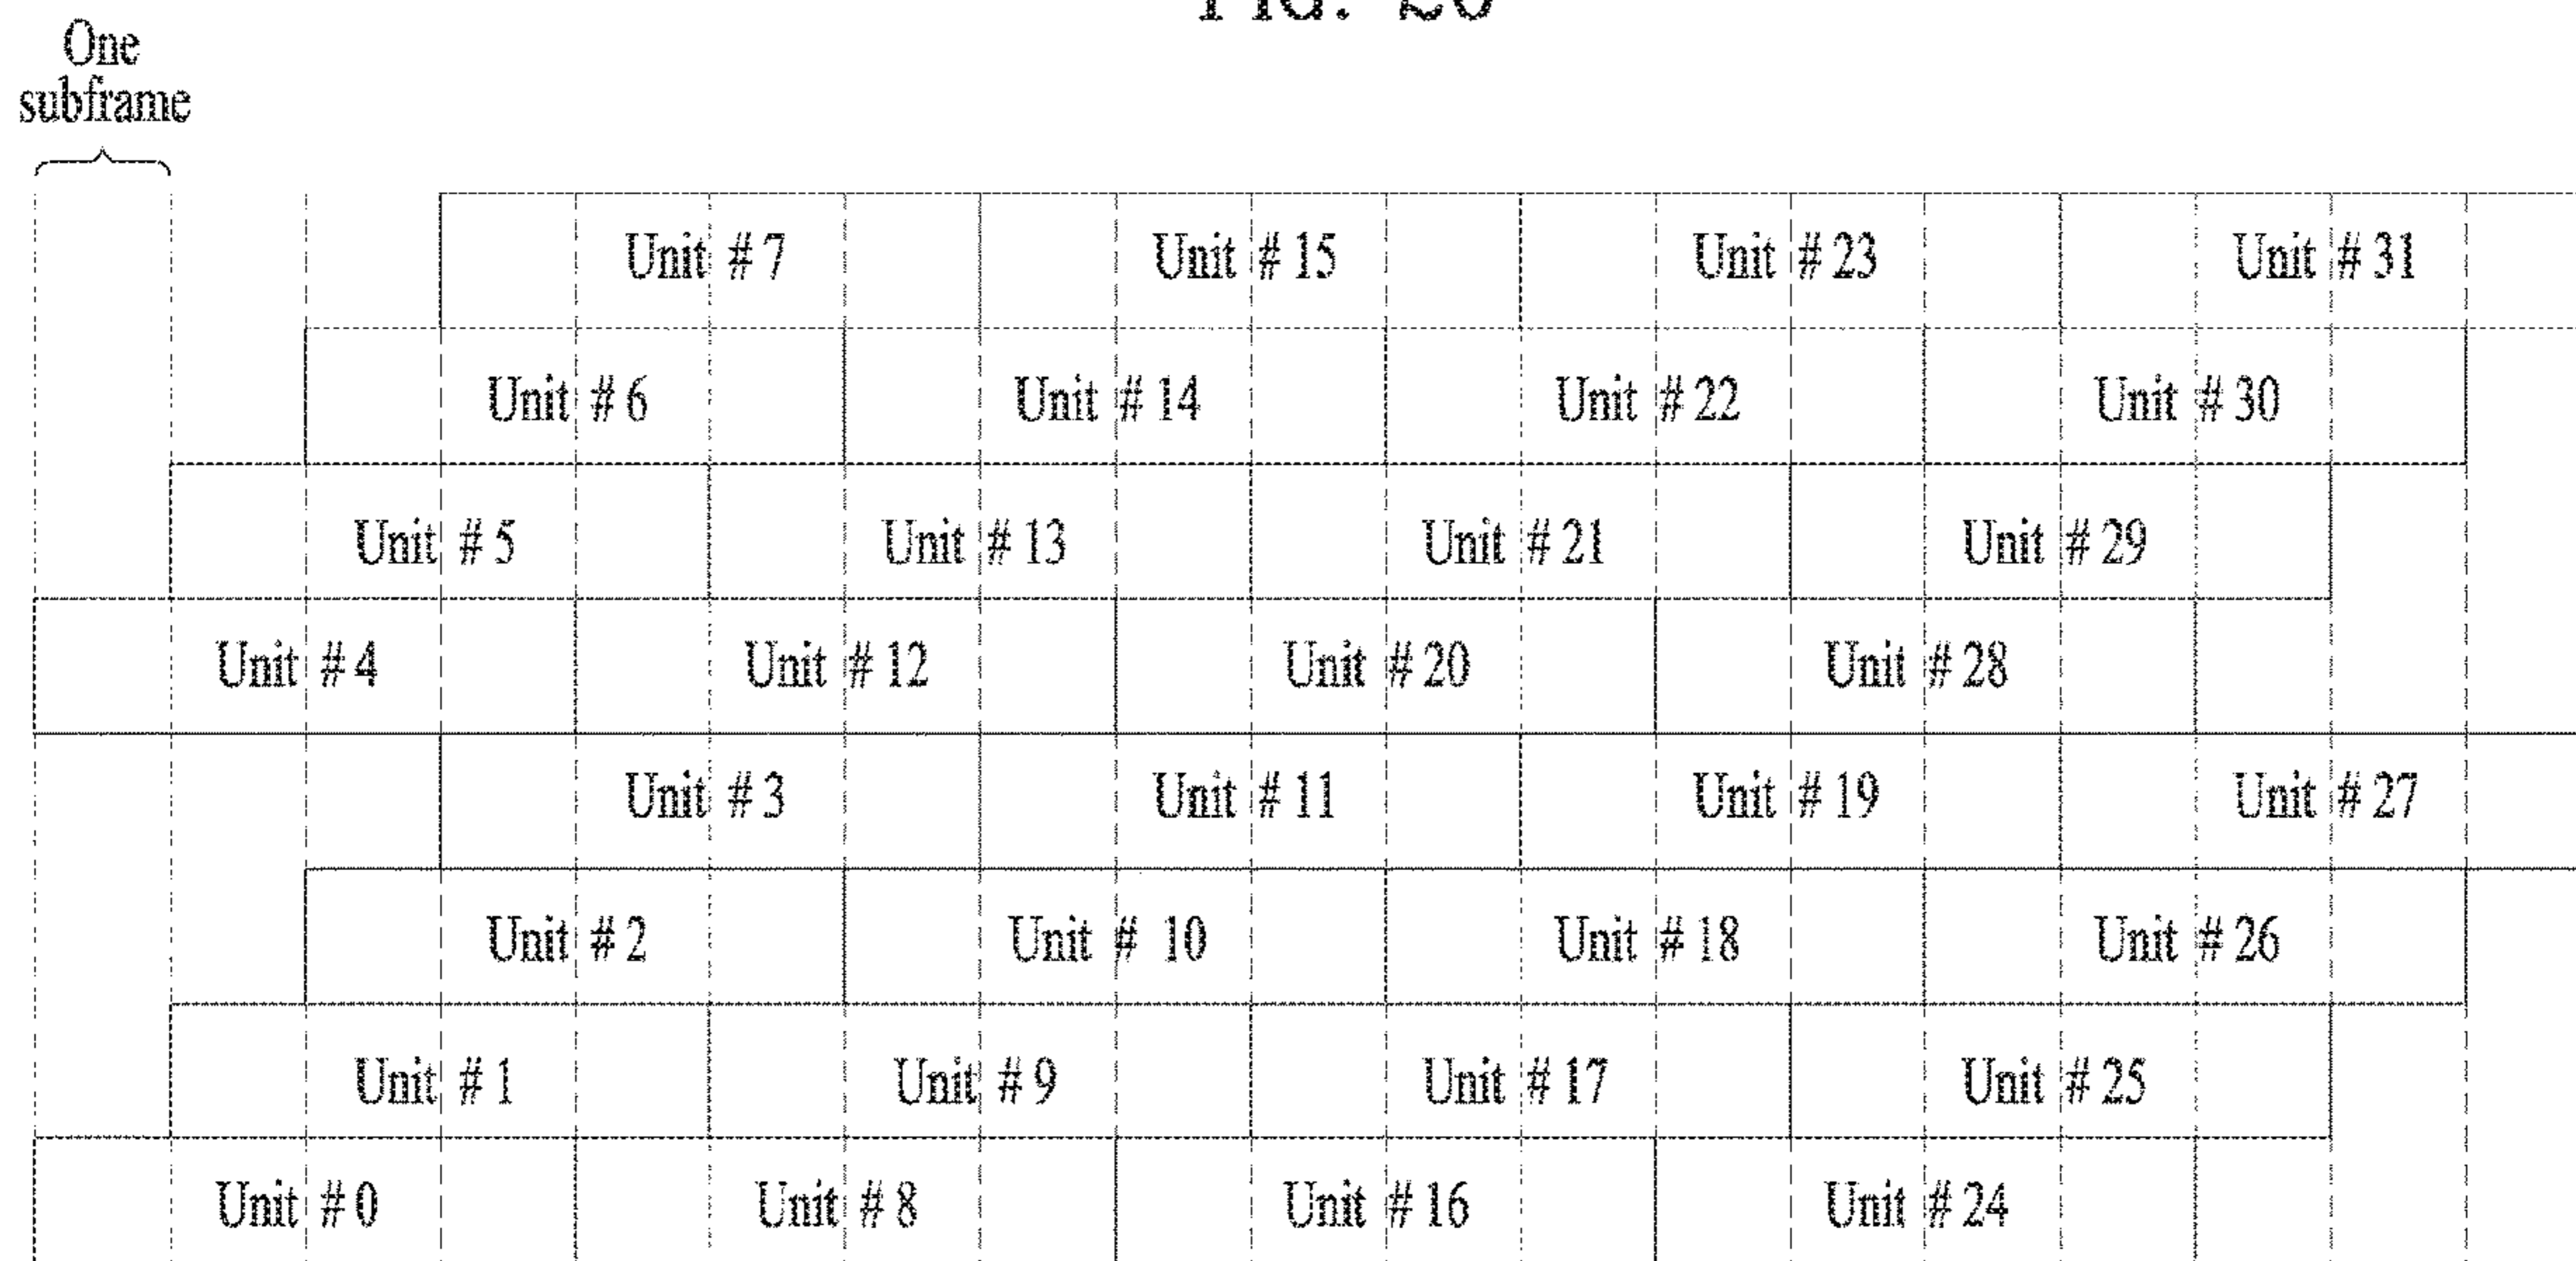 One
subframe
Unit #7 Unit #15 Unit #23 Unit #31
Unit #6 Unit #14 Unit #22 Unit #30
Unit #5 Unit #13 Unit #21 Unit #29
Unit #4 Unit #12 Unit #20 Unit #28
Unit #3 Unit #11 Unit #19 Unit #27
Unit #2 Unit # 10 Unit #18 Unit #26
Unit #1 Unit #9 Unit #17 Unit #25
Unit #0 Unit #8 Unit #16 Unit #24